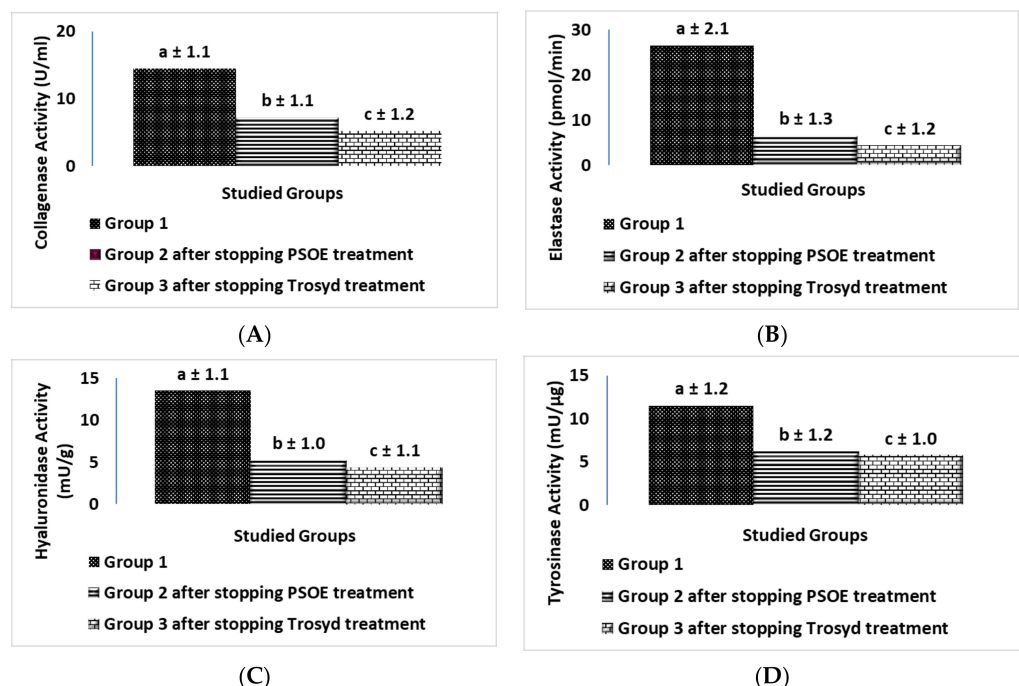 Collagenase Activity (U/ml)
20
10
0
a ± 1.1
b ± 1.1
c ± 1.2
Studied Groups
Group 1
Group 2 after stopping PSOE treatment
Group 3 after stopping Trosyd treatment
(A)
Elastase Activity (pmol/min)
30
20
10
0
a ± 2.1
b ± 1.3
c ± 1.2
Studied Groups
Group 1
Group 2 after stopping PSOE treatment
Group 3 after stopping Trosyd treatment
(B)
Hyaluronidase Activity
(mU/g)
15
10
5
0
a ± 1.1
b ± 1.0
c ± 1.1
Studied Groups
Group 1
Group 2 after stopping PSOE treatment
Group 3 after stopping Trosyd treatment
(C)
Tyrosinase Activity (mU/µg)
15
10
5
0
a ± 1.2
b ± 1.2
c ± 1.0
Studied Groups
Group 1
Group 2 after stopping PSOE treatment
Group 3 after stopping Trosyd treatment
(D)